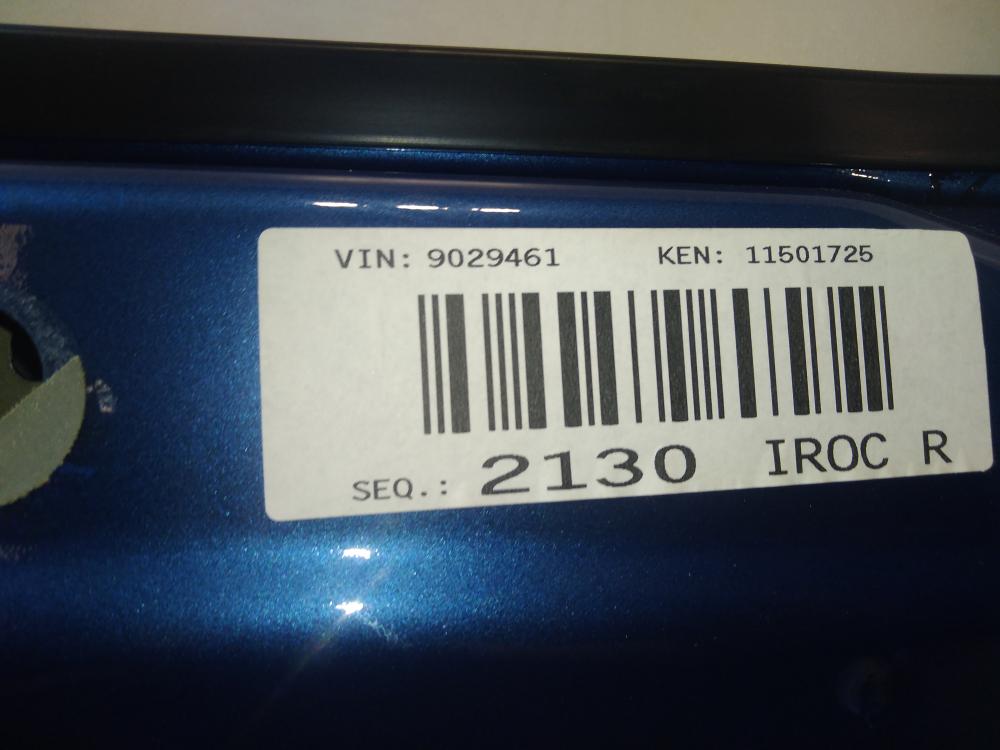 VIN: 9029461 KEN: 11501725
SEQ.: 2130 IROC R